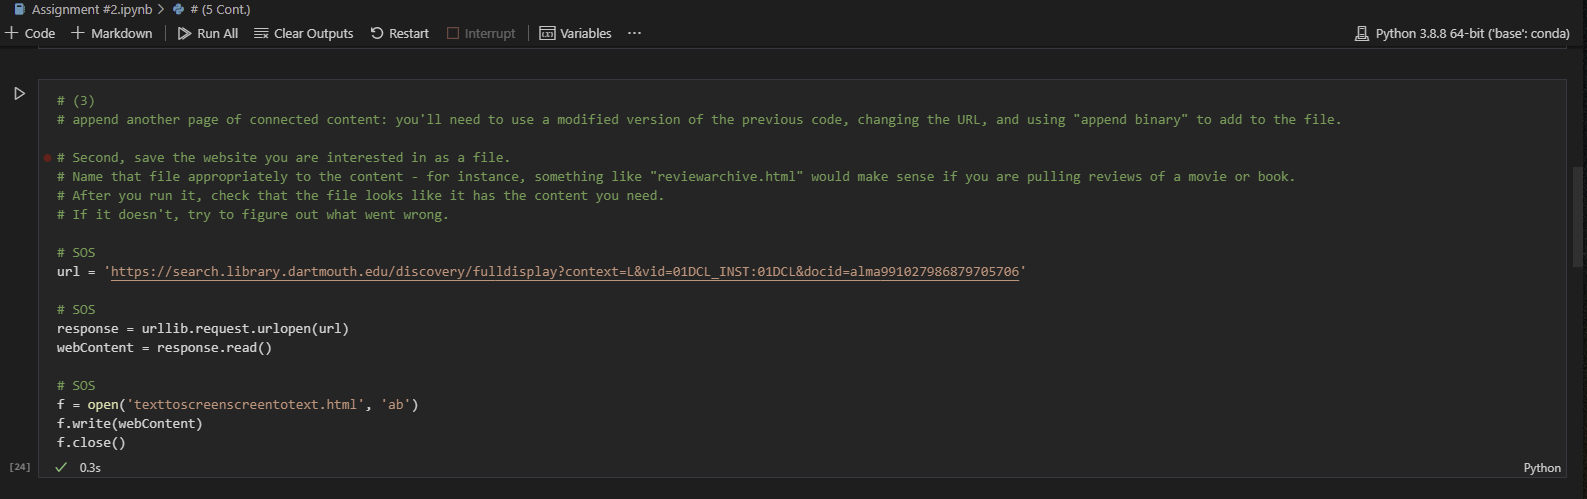 Assignment #2.ipynb > # (5 Cont.)
+ Code + Markdown Run All Clear Outputs Restart Interrupt Variables ... Python 3.8.8 64-bit ('base': conda)
# (3)
# append another page of connected content: you'll need to use a modified version of the previous code, changing the URL, and using "append binary" to add to the file.
# Second, save the website you are interested in as a file.
# Name that file appropriately to the content - for instance, something like "reviewarchive.html" would make sense if you are pulling reviews of a movie or book.
# After you run it, check that the file looks like it has the content you need.
# If it doesn't, try to figure out what went wrong.
# SOS
url = 'https://search.library.dartmouth.edu/discovery/fulldisplay?context=L&vid=01DCL_INST:01DCL&docid=alma991027986879705706'
# SOS
response = urllib.request.urlopen(url)
webContent = response.read()
# SOS
f = open('texttoscreenscreentotext.html', 'ab')
f.write(webContent)
f.close()
[24] 0.3s Python